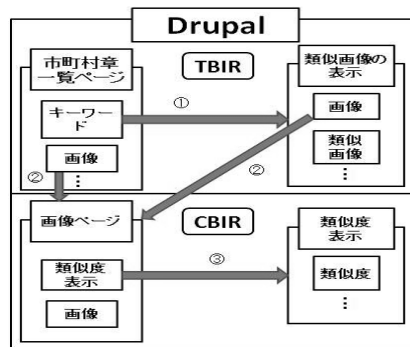 Drupal
市町村章
一覧ページ
TBIR
類似画像の
表示
キーワー
ド
①
画像
画像
類似
画像
②
②
⋮
⋮
画像ページ
CBIR
類似度
表示
類似度
表示
③
類似度
画像
⋮